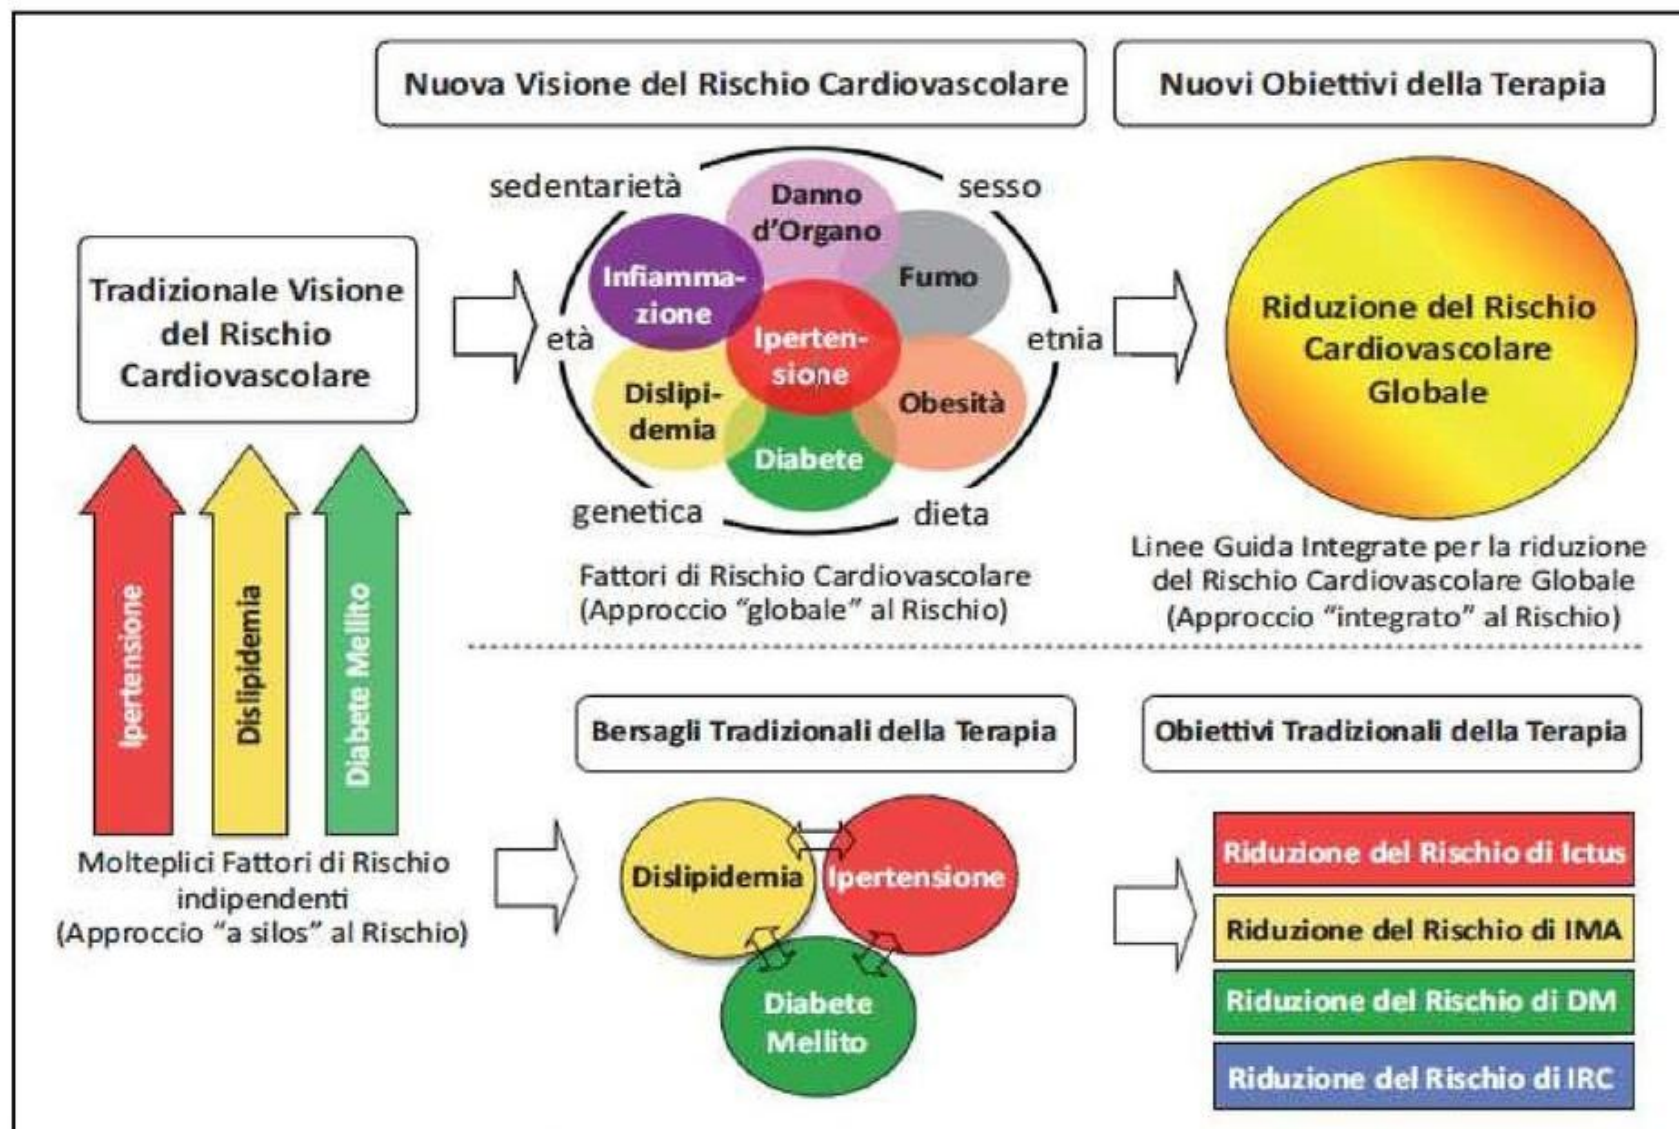 Nuova Visione del Rischio Cardiovascolare
Nuovi Obiettivi della Terapia
Tradizionale Visione
del Rischio
Cardiovascolare
sedentarietà
sesso
età
etnia
genetica
dieta
Danno
d'Organo
Infiamma-
zione
Fumo
Iperten-
sione
Dislipi-
demia
Obesità
Diabete
Fattori di Rischio Cardiovascolare
(Approccio "globale" al Rischio)
Riduzione del Rischio
Cardiovascolare
Globale
Linee Guida Integrate per la riduzione
del Rischio Cardiovascolare Globale
(Approccio "integrato" al Rischio)
Ipertensione
Dislipidemia
Diabete Mellito
Molteplici Fattori di Rischio
indipendenti
(Approccio "a silos" al Rischio)
Bersagli Tradizionali della Terapia
Dislipidemia
Ipertensione
Diabete
Mellito
Obiettivi Tradizionali della Terapia
Riduzione del Rischio di Ictus
Riduzione del Rischio di IMA
Riduzione del Rischio di DM
Riduzione del Rischio di IRC